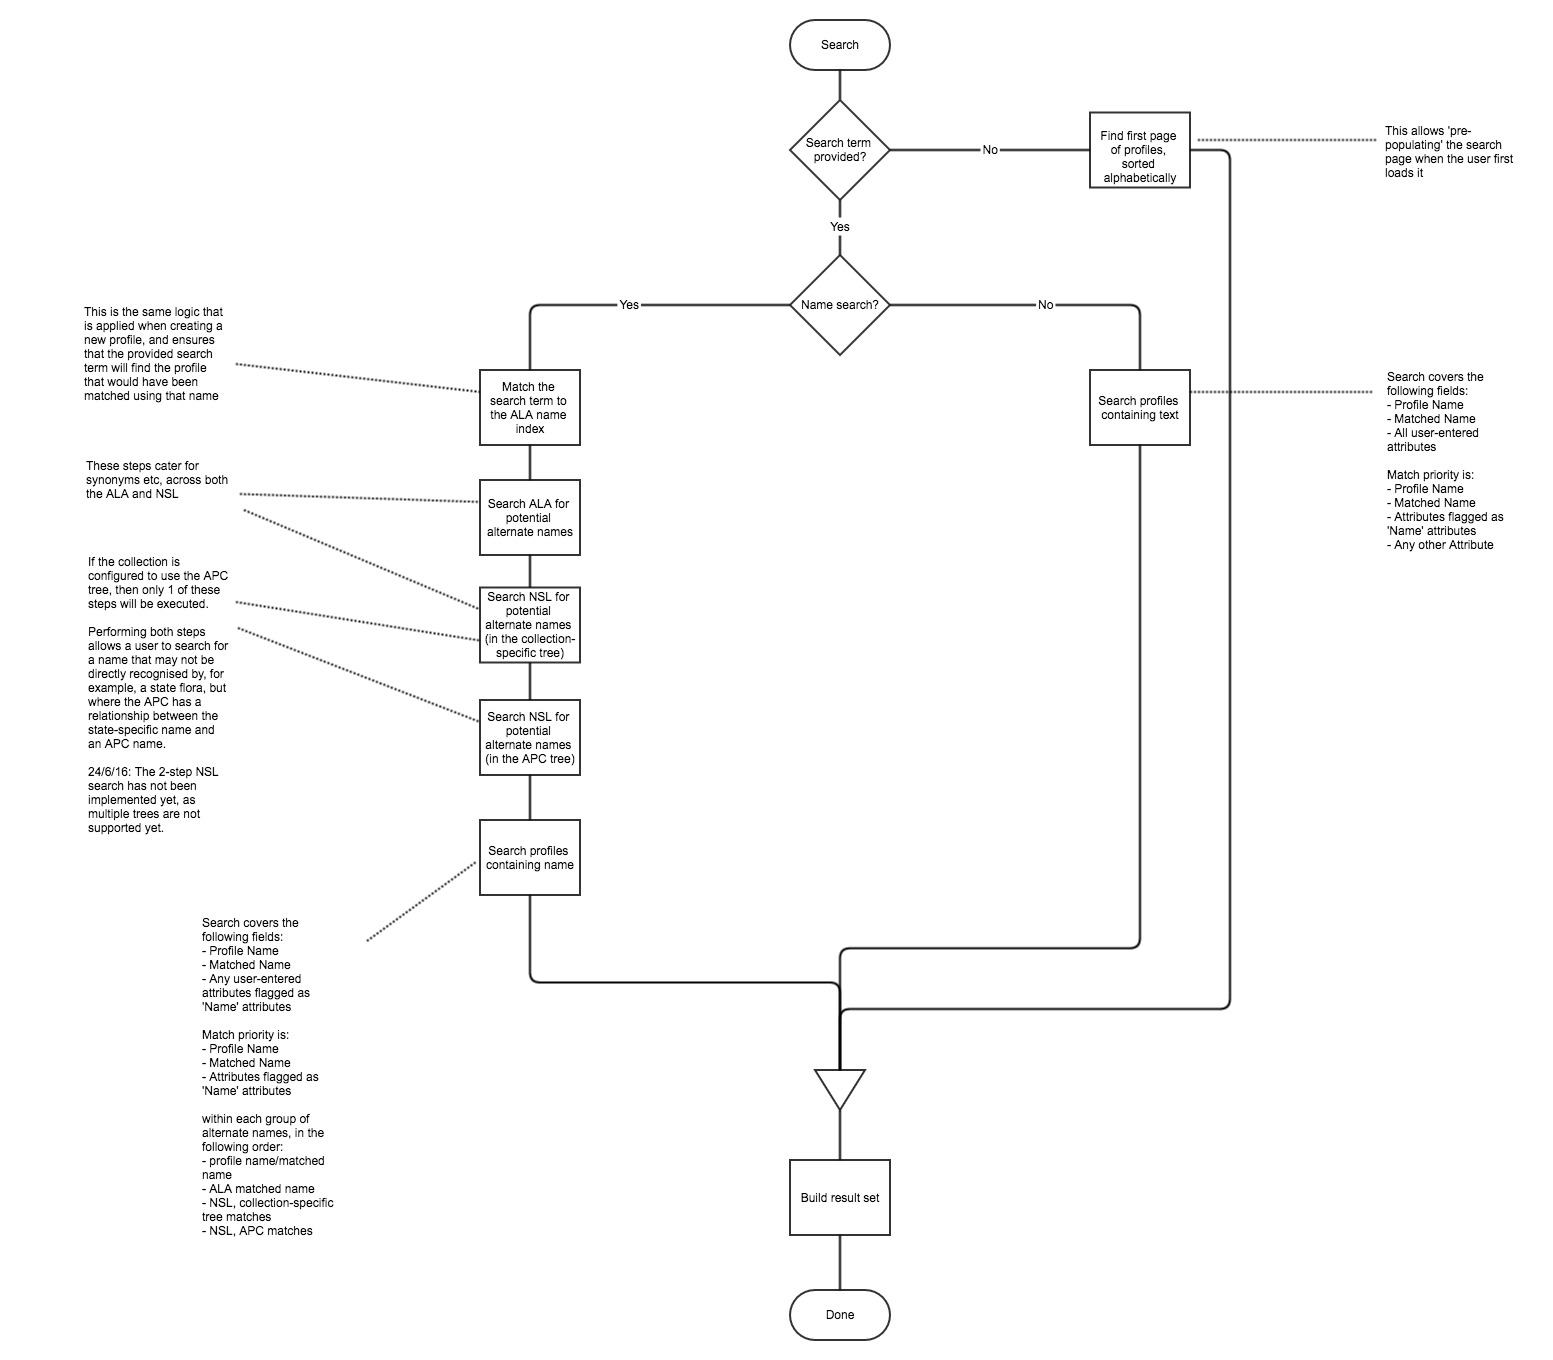 Search
Search term
provided?
No
Find first page
of profiles,
sorted
alphabetically
This allows 'pre-
populating' the search
page when the user first
loads it
Yes
Name search?
Yes
No
This is the same logic that
is applied when creating a
new profile, and ensures
that the provided search
term will find the profile
that would have been
matched using that name
Match the
search term to
the ALA name
index
Search profiles
containing text
Search covers the
following fields:
- Profile Name
- Matched Name
- All user-entered
attributes
Match priority is:
- Profile Name
- Matched Name
- Attributes flagged as
'Name' attributes
- Any other Attribute
These steps cater for
synonyms etc, across both
the ALA and NSL
Search ALA for
potential
alternate names
If the collection is
configured to use the APC
tree, then only 1 of these
steps will be executed.
Performing both steps
allows a user to search for
a name that may not be
directly recognised by, for
example, a state flora, but
where the APC has a
relationship between the
state-specific name and
an APC name.
24/6/16: The 2-step NSL
search has not been
implemented yet, as
multiple trees are not
supported yet.
Search NSL for
potential
alternate names
(in the collection-
specific tree)
Search NSL for
potential
alternate names
(in the APC tree)
Search profiles
containing name
Search covers the
following fields:
- Profile Name
- Matched Name
- Any user-entered
attributes flagged as
'Name' attributes
Match priority is:
- Profile Name
- Matched Name
- Attributes flagged as
'Name' attributes
within each group of
alternate names, in the
following order:
- profile name/matched
name
- ALA matched name
- NSL, collection-specific
tree matches
- NSL, APC matches
Build result set
Done